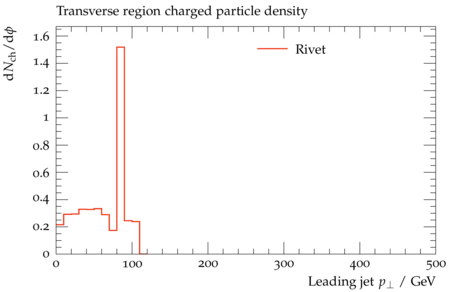 Transverse region charged particle density
dN_ch/dϕ
1.6
1.4
1.2
1
0.8
0.6
0.4
0.2
0
Rivet
0 100 200 300 400 500
Leading jet p⊥ / GeV